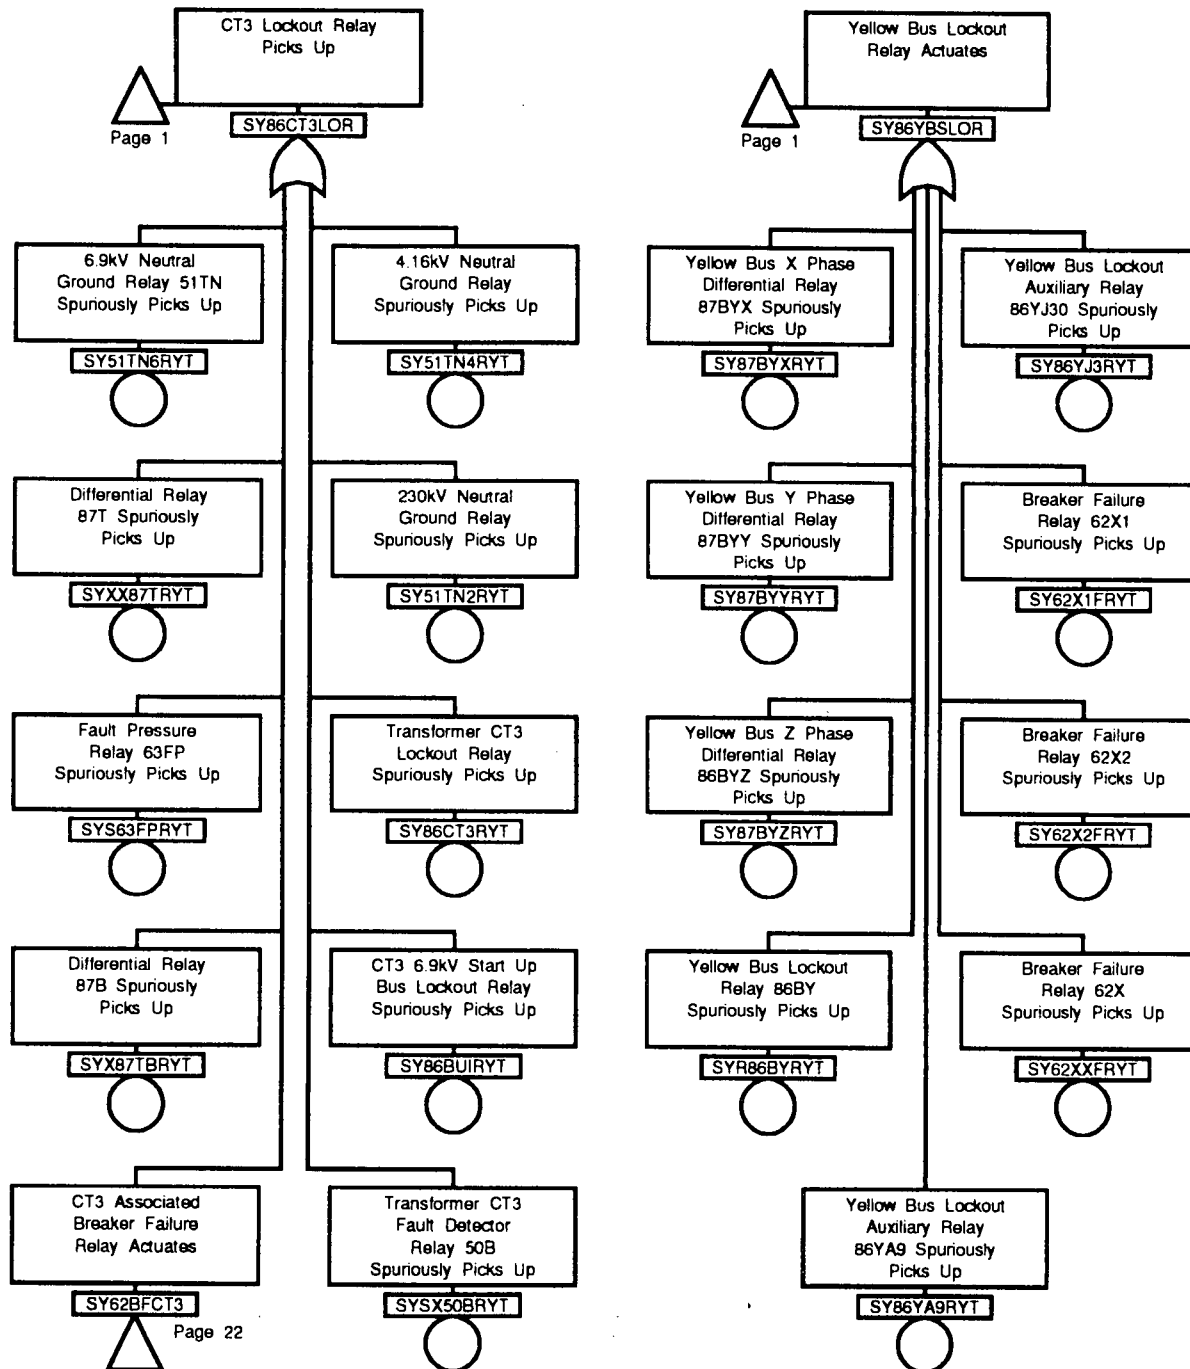 CT3 Lockout Relay
Picks Up
Page 1
SY86CT3LOR
6.9kV Neutral
Ground Relay 51TN
Spuriously Picks Up
SY51TN6RYT
4.16kV Neutral
Ground Relay
Spuriously Picks Up
SY51TN4RYT
Differential Relay
87T Spuriously
Picks Up
SYXX87TRYT
230kV Neutral
Ground Relay
Spuriously Picks Up
SY51TN2RYT
Fault Pressure
Relay 63FP
Spuriously Picks Up
SYS63FPRYT
Transformer CT3
Lockout Relay
Spuriously Picks Up
SY86CT3RYT
Differential Relay
87B Spuriously
Picks Up
SYX87TBRYT
CT3 6.9kV Start Up
Bus Lockout Relay
Spuriously Picks Up
SY86BUIRYT
CT3 Associated
Breaker Failure
Relay Actuates
SY62BFCT3
Page 22
Transformer CT3
Fault Detector
Relay 50B
Spuriously Picks Up
SYSX50BRYT
Yellow Bus Lockout
Relay Actuates
Page 1
SY86YBSLOR
Yellow Bus X Phase
Differential Relay
87BYX Spuriously
Picks Up
SY87BYXRYT
Yellow Bus Lockout
Auxiliary Relay
86YJ30 Spuriously
Picks Up
SY86YJ3RYT
Yellow Bus Y Phase
Differential Relay
87BYY Spuriously
Picks Up
SY87BYYRYT
Breaker Failure
Relay 62X1
Spuriously Picks Up
SY62X1FRYT
Yellow Bus Z Phase
Differential Relay
86BYZ Spuriously
Picks Up
SY87BYZRYT
Breaker Failure
Relay 62X2
Spuriously Picks Up
SY62X2FRYT
Yellow Bus Lockout
Relay 86BY
Spuriously Picks Up
SYR86BYRYT
Breaker Failure
Relay 62X
Spuriously Picks Up
SY62XXFRYT
Yellow Bus Lockout
Auxiliary Relay
86YA9 Spuriously
Picks Up
SY86YA9RYT